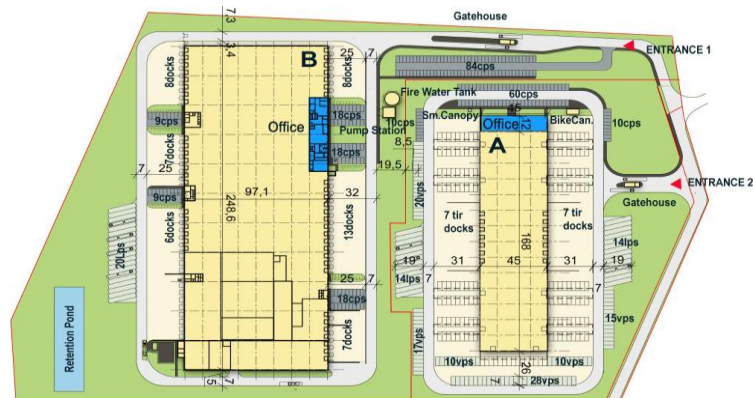 Gatehouse
7,3
3,4
25
7
B
ENTRANCE 1
8docks
8docks
84cps
Fire Water Tank
60cps
45
9cps
18cps
10cps
Sm.Canopy
Office
12
BikeCan.
10cps
Office
Pump Station
A
7docks
18cps
8,5
7
25
19,5
97,1
32
20vps
ENTRANCE 2
9cps
Gatehouse
248,6
6docks
13docks
7 tir
docks
7 tir
docks
168
20Lps
14lps
19
31
45
31
19
25
7
14lps
7
7
18cps
15vps
Retention Pond
7docks
17vps
10vps
10vps
26
5
7
7
28vps